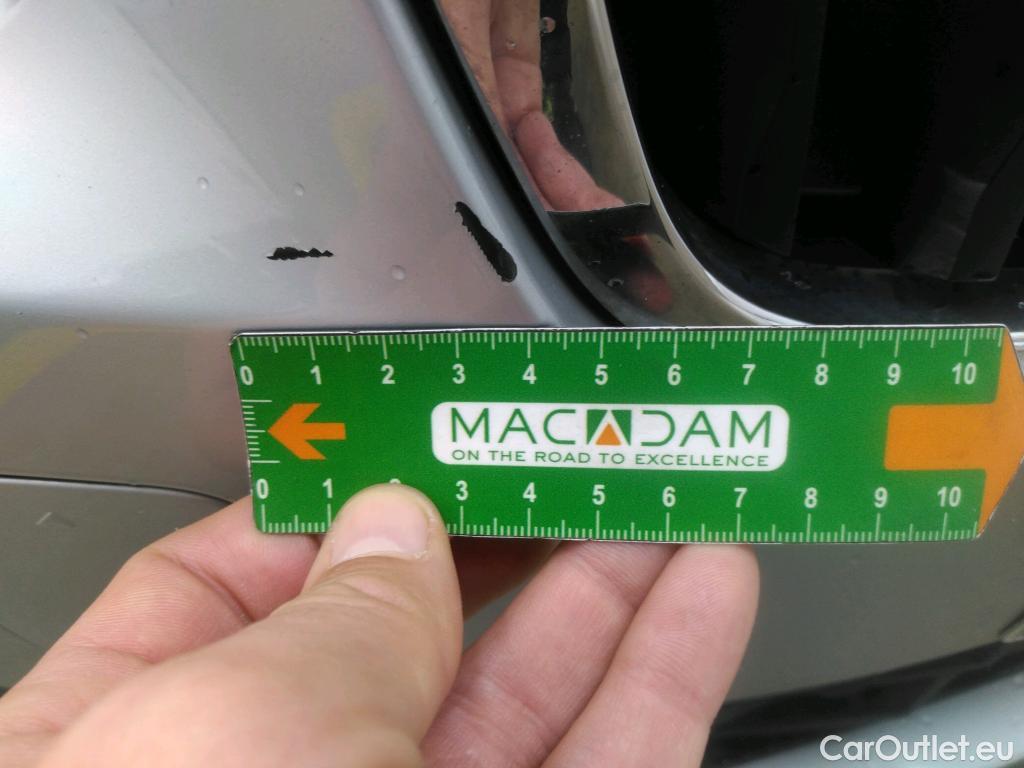 0 1 2 3 4 5 6 7 8 9 10
MACADAM
ON THE ROAD TO EXCELLENCE
0 1 2 3 4 5 6 7 8 9 10
CarOutlet.eu